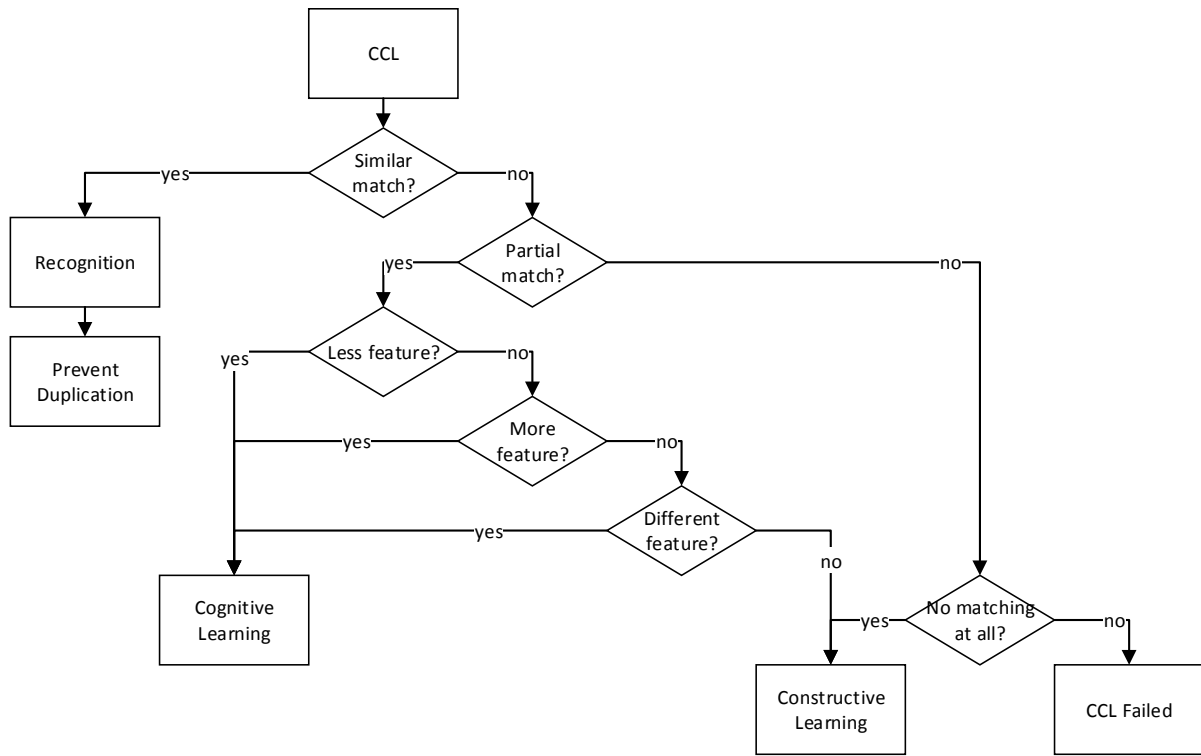 CCL
Similar
match?
yes
no
Recognition
Partial
match?
yes
no
Prevent
Duplication
Less feature?
yes
no
More
feature?
yes
no
Different
feature?
yes
no
Cognitive
Learning
No matching
at all?
yes
no
Constructive
Learning
CCL Failed